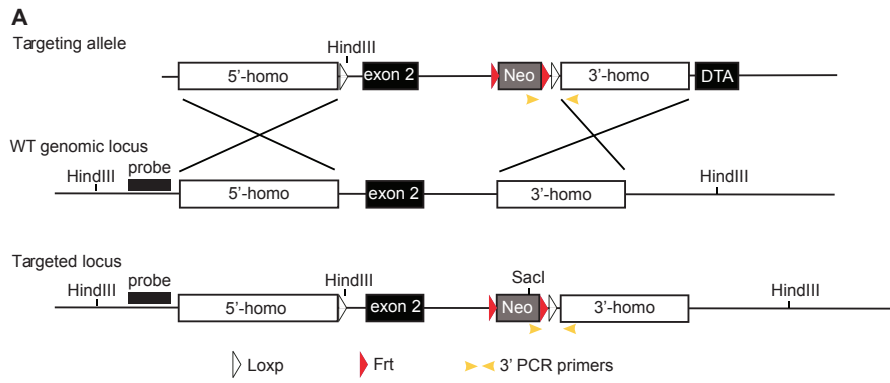 A
Targeting allele
HindIII
5’-homo
exon 2
Neo
3’-homo
DTA
WT genomic locus
HindIII
probe
5’-homo
exon 2
3’-homo
HindIII
Targeted locus
HindIII
probe
5’-homo
HindIII
exon 2
SacI
Neo
3’-homo
HindIII
Loxp
Frt
3’ PCR primers